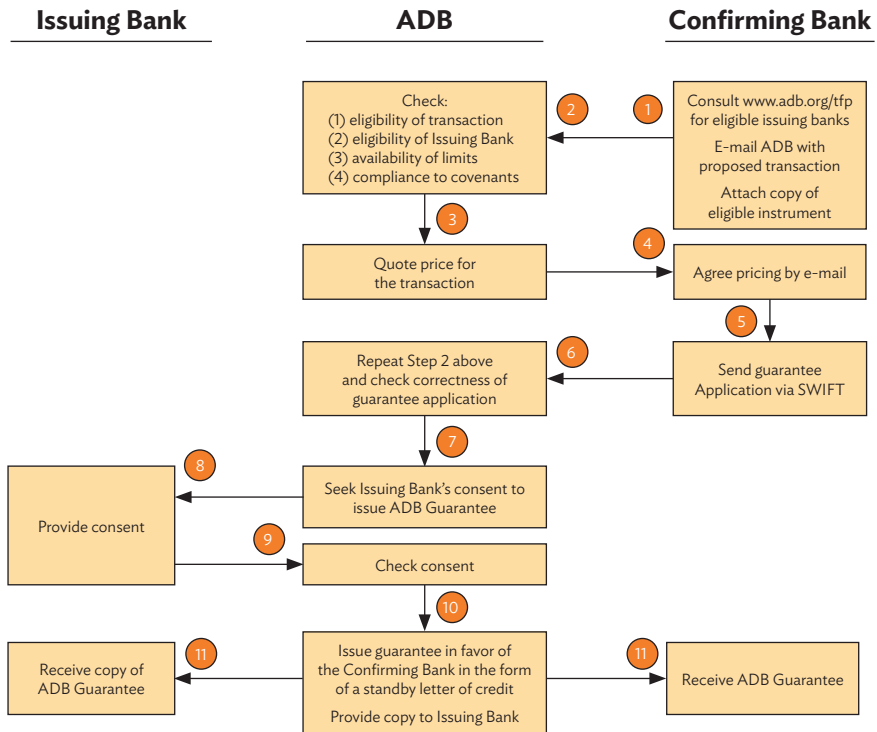 Issuing Bank
ADB
Confirming Bank
Check:
(1) eligibility of transaction
(2) eligibility of Issuing Bank
(3) availability of limits
(4) compliance to covenants
2
1
Consult www.adb.org/tfp
for eligible issuing banks
E-mail ADB with
proposed transaction
Attach copy of
eligible instrument
3
Quote price for
the transaction
4
Agree pricing by e-mail
5
Repeat Step 2 above
and check correctness of
guarantee application
6
Send guarantee
Application via SWIFT
7
8
Provide consent
Seek Issuing Bank's consent to
issue ADB Guarantee
9
Check consent
10
Receive copy of
ADB Guarantee
11
Issue guarantee in favor of
the Confirming Bank in the form
of a standby letter of credit
Provide copy to Issuing Bank
11
Receive ADB Guarantee